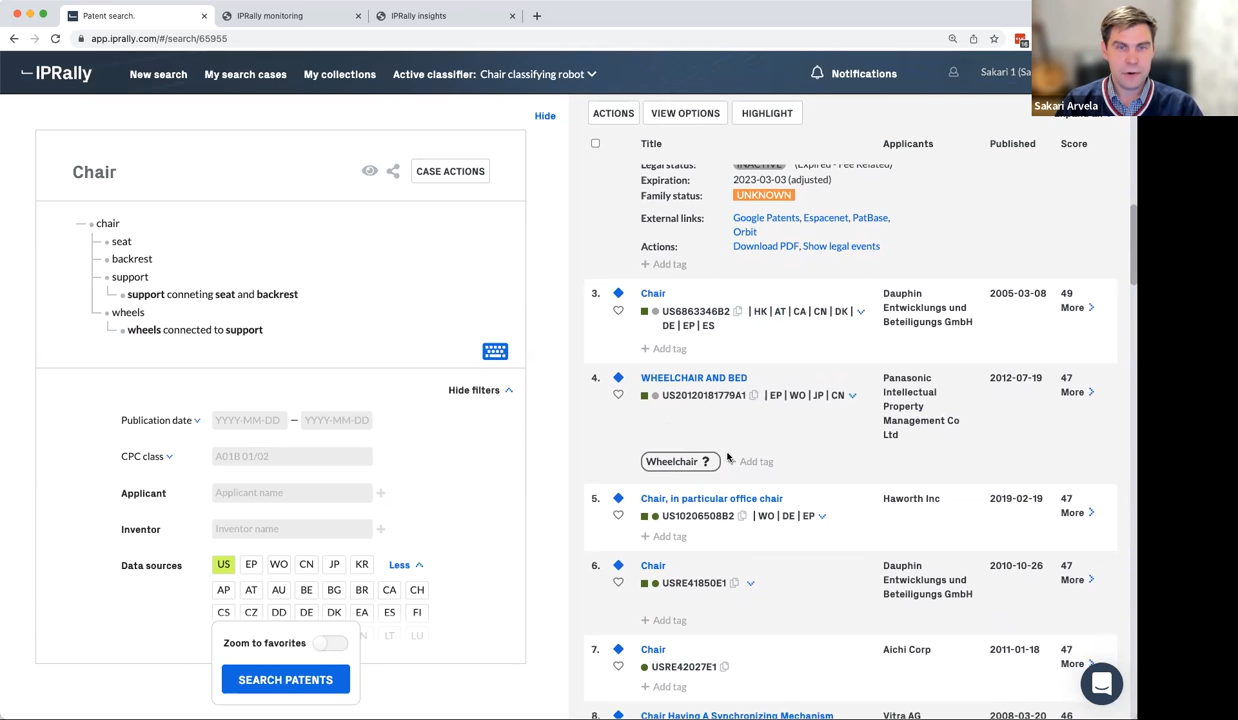 Patent search.
IPRally monitoring
IPRally insights
app.iprally.com/#/search/65955
IPRally
New search
My search cases
My collections
Active classifier: Chair classifying robot
Notifications
Sakari 1 (Sa
Sakari Arvela
Hide
Chair
CASE ACTIONS
chair
seat
backrest
support
support conneting seat and backrest
wheels
wheels connected to support
Hide filters
Publication date
YYYY-MM-DD – YYYY-MM-DD
CPC class
A01B 01/02
Applicant
Applicant name
Inventor
Inventor name
Data sources
US EP WO CN JP KR Less
AP AT AU BE BG BR CA CH
CS CZ DD DE DK EA ES FI
N LT LU
Zoom to favorites
SEARCH PATENTS
ACTIONS
VIEW OPTIONS
HIGHLIGHT
Title Applicants Published Score
Legal status: INACTIVE (Expired - Fee Related)
Expiration: 2023-03-03 (adjusted)
Family status: UNKNOWN
External links: Google Patents, Espacenet, PatBase,
Orbit
Actions: Download PDF, Show legal events
+ Add tag
3. Chair
US6863346B2 | HK | AT | CA | CN | DK |
DE | EP | ES
Dauphin
Entwicklungs und
Beteiligungs GmbH
2005-03-08
49
More
+ Add tag
4. WHEELCHAIR AND BED
US20120181779A1 | EP | WO | JP | CN
Panasonic
Intellectual
Property
Management Co
Ltd
2012-07-19
47
More
Wheelchair ? + Add tag
5. Chair, in particular office chair
US10206508B2 | WO | DE | EP
Haworth Inc
2019-02-19
47
More
+ Add tag
6. Chair
USRE41850E1
Dauphin
Entwicklungs und
Beteiligungs GmbH
2010-10-26
47
More
+ Add tag
7. Chair
USRE42027E1
Aichi Corp
2011-01-18
47
More
+ Add tag
8. Chair Having A Synchronizing Mechanism
Vitra AG
2008-03-20
46